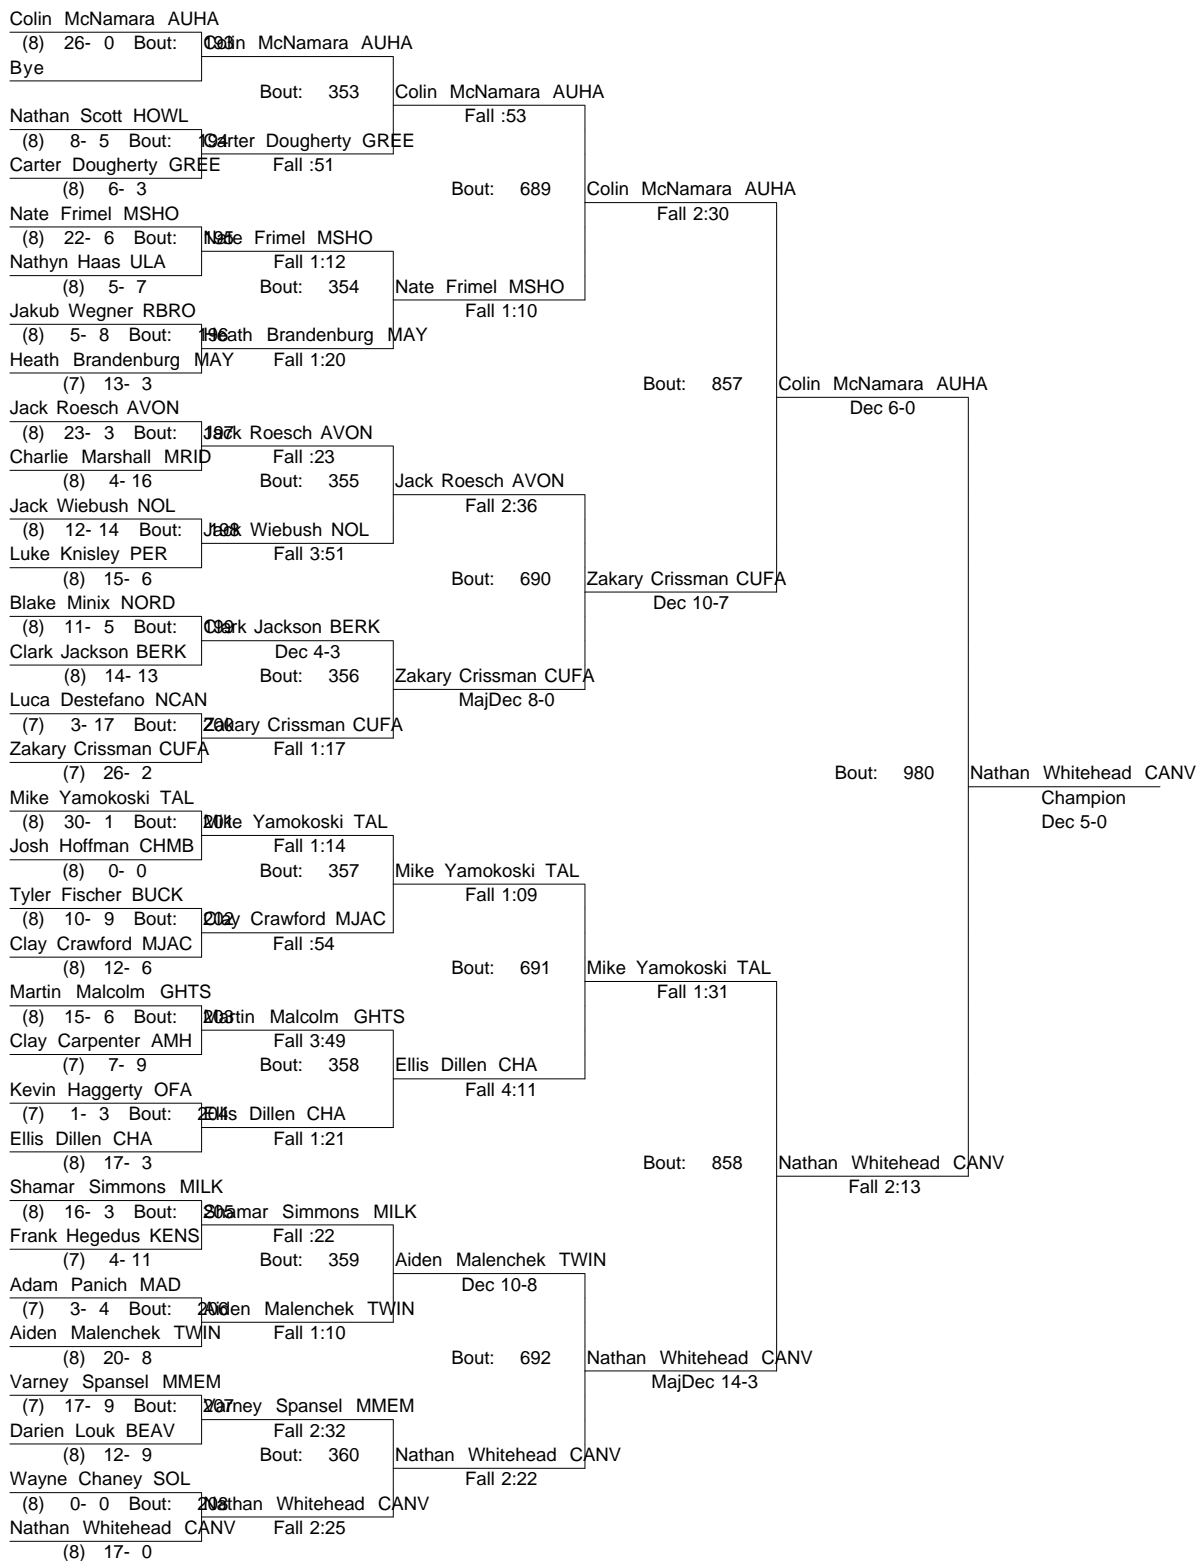 Colin McNamara AUHA
(8) 26- 0 Bout: 193
Bye
Colin McNamara AUHA
Bout: 353
Colin McNamara AUHA
Fall :53
Nathan Scott HOWL
(8) 8- 5 Bout: 194
Carter Dougherty GREE
(8) 6- 3
Carter Dougherty GREE
Fall :51
Bout: 689
Colin McNamara AUHA
Fall 2:30
Nate Frimel MSHO
(8) 22- 6 Bout: 195
Nathyn Haas ULA
(8) 5- 7
Nate Frimel MSHO
Fall 1:12
Bout: 354
Nate Frimel MSHO
Fall 1:10
Jakub Wegner RBRO
(8) 5- 8 Bout: 196
Heath Brandenburg MAY
(7) 13- 3
Heath Brandenburg MAY
Fall 1:20
Bout: 857
Colin McNamara AUHA
Dec 6-0
Jack Roesch AVON
(8) 23- 3 Bout: 197
Charlie Marshall MRID
(8) 4- 16
Jack Roesch AVON
Fall :23
Bout: 355
Jack Roesch AVON
Fall 2:36
Jack Wiebush NOL
(8) 12- 14 Bout: 198
Luke Knisley PER
(8) 15- 6
Jack Wiebush NOL
Fall 3:51
Bout: 690
Zakary Crissman CUFA
Dec 10-7
Blake Minix NORD
(8) 11- 5 Bout: 199
Clark Jackson BERK
(8) 14- 13
Clark Jackson BERK
Dec 4-3
Bout: 356
Zakary Crissman CUFA
MajDec 8-0
Luca Destefano NCAN
(7) 3- 17 Bout: 200
Zakary Crissman CUFA
(7) 26- 2
Zakary Crissman CUFA
Fall 1:17
Bout: 980
Nathan Whitehead CANV
Champion
Dec 5-0
Mike Yamokoski TAL
(8) 30- 1 Bout: 201
Josh Hoffman CHMB
(8) 0- 0
Mike Yamokoski TAL
Fall 1:14
Bout: 357
Mike Yamokoski TAL
Fall 1:09
Tyler Fischer BUCK
(8) 10- 9 Bout: 202
Clay Crawford MJAC
(8) 12- 6
Clay Crawford MJAC
Fall :54
Bout: 691
Mike Yamokoski TAL
Fall 1:31
Martin Malcolm GHTS
(8) 15- 6 Bout: 203
Clay Carpenter AMH
(7) 7- 9
Martin Malcolm GHTS
Fall 3:49
Bout: 358
Ellis Dillen CHA
Fall 4:11
Kevin Haggerty OFA
(7) 1- 3 Bout: 204
Ellis Dillen CHA
(8) 17- 3
Ellis Dillen CHA
Fall 1:21
Bout: 858
Nathan Whitehead CANV
Fall 2:13
Shamar Simmons MILK
(8) 16- 3 Bout: 205
Frank Hegedus KENS
(7) 4- 11
Shamar Simmons MILK
Fall :22
Bout: 359
Aiden Malenchek TWIN
Dec 10-8
Adam Panich MAD
(7) 3- 4 Bout: 206
Aiden Malenchek TWIN
(8) 20- 8
Aiden Malenchek TWIN
Fall 1:10
Bout: 692
Nathan Whitehead CANV
MajDec 14-3
Varney Spansel MMEM
(7) 17- 9 Bout: 207
Darien Louk BEAV
(8) 12- 9
Varney Spansel MMEM
Fall 2:32
Bout: 360
Nathan Whitehead CANV
Fall 2:22
Wayne Chaney SOL
(8) 0- 0 Bout: 208
Nathan Whitehead CANV
(8) 17- 0
Nathan Whitehead CANV
Fall 2:25